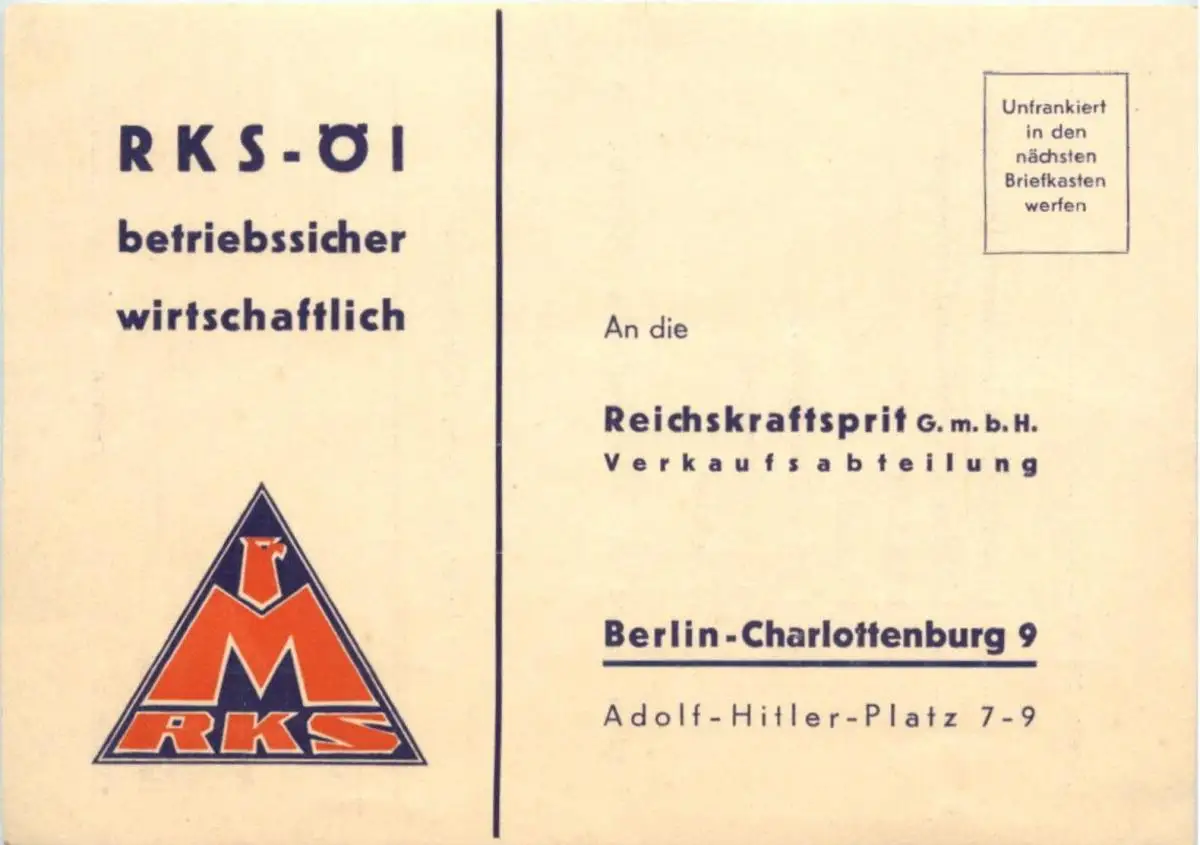 RKS-Öl
betriebssicher
wirtschaftlich
M
RKS
Unfrankiert
in den
nächsten
Briefkasten
werfen
An die
Reichskraftsprit G. m. b. H.
Verkaufsabteilung
Berlin-Charlottenburg 9
Adolf-Hitler-Platz 7-9